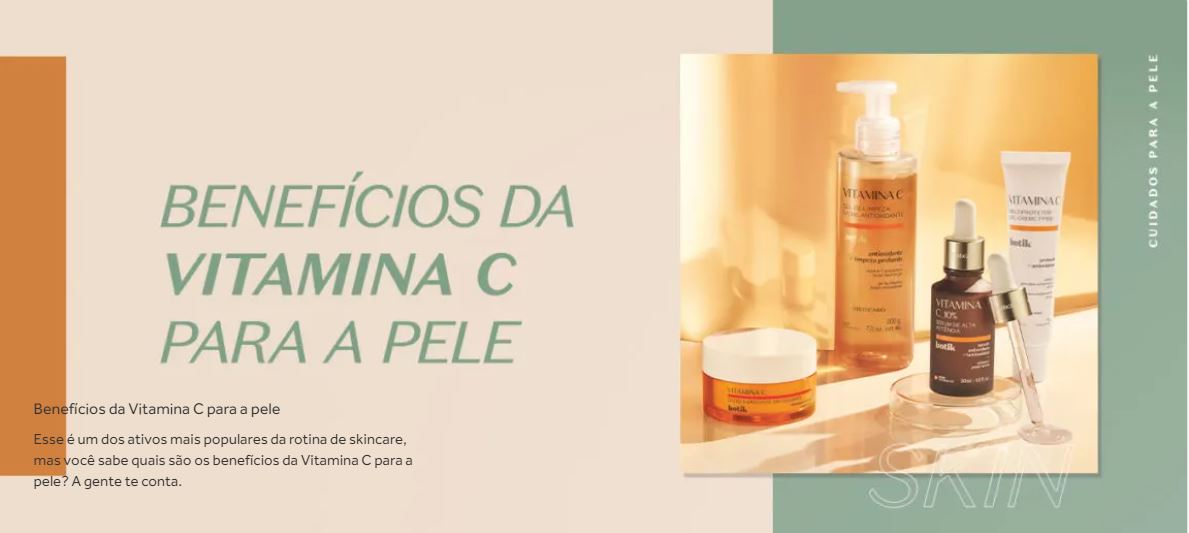 BENEFÍCIOS DA
VITAMINA C
PARA A PELE
Benefícios da Vitamina C para a pele
Esse é um dos ativos mais populares da rotina de skincare,
mas você sabe quais são os benefícios da Vitamina C para a
pele? A gente te conta.
CUIDADOS PARA A PELE
VITAMINA C
antioxidante
limpeza profunda
VITAMINA C
botik
VITAMINA
C 10%
botik
VITAMINA C
botik
SKIN